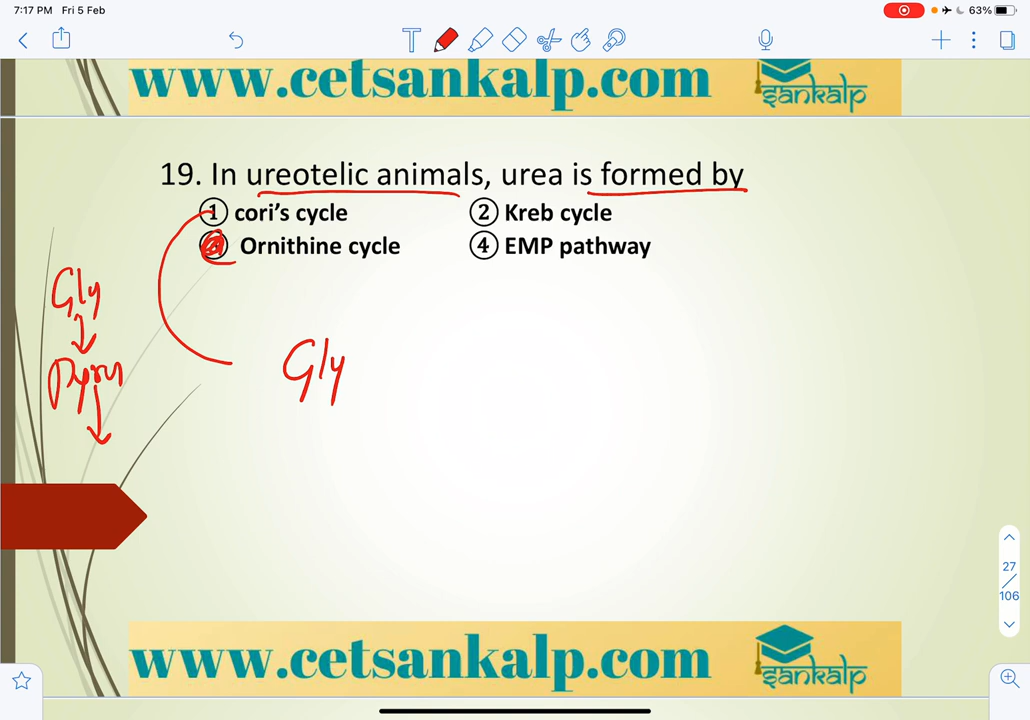 7:17 PM Fri 5 Feb
63%
www.cetsankalp.com
Sankalp
19. In ureotelic animals, urea is formed by
1 cori's cycle
2 Kreb cycle
Ornithine cycle
4 EMP pathway
Gly
Gly
27
106
www.cetsankalp.com
Sankalp